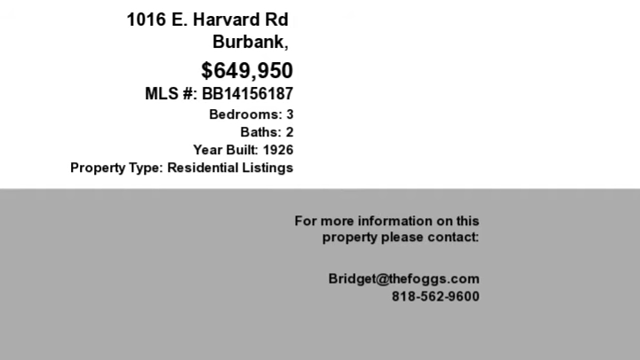 1016 E. Harvard Rd
Burbank,
$649,950
MLS #: BB14156187
Bedrooms: 3
Baths: 2
Year Built: 1926
Property Type: Residential Listings
For more information on this
property please contact:
Bridget@thefoggs.com
818-562-9600